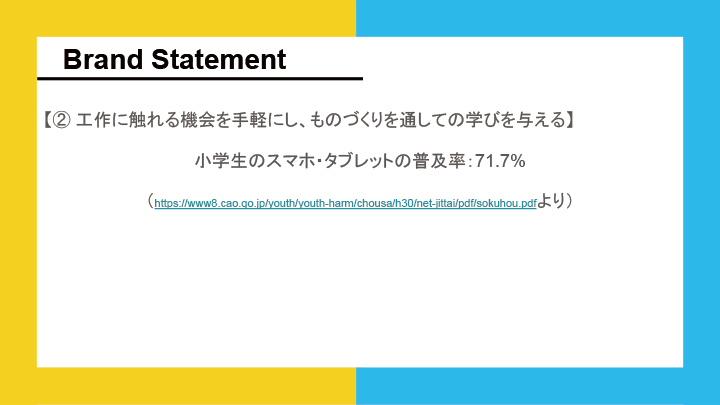 Brand Statement
【② 工作に触れる機会を手軽にし、ものづくりを通しての学びを与える】
小学生のスマホ・タブレットの普及率：71.7%
（https://www8.cao.go.jp/youth/youth-harm/chousa/h30/net-jittai/pdf/sokuhou.pdfより）